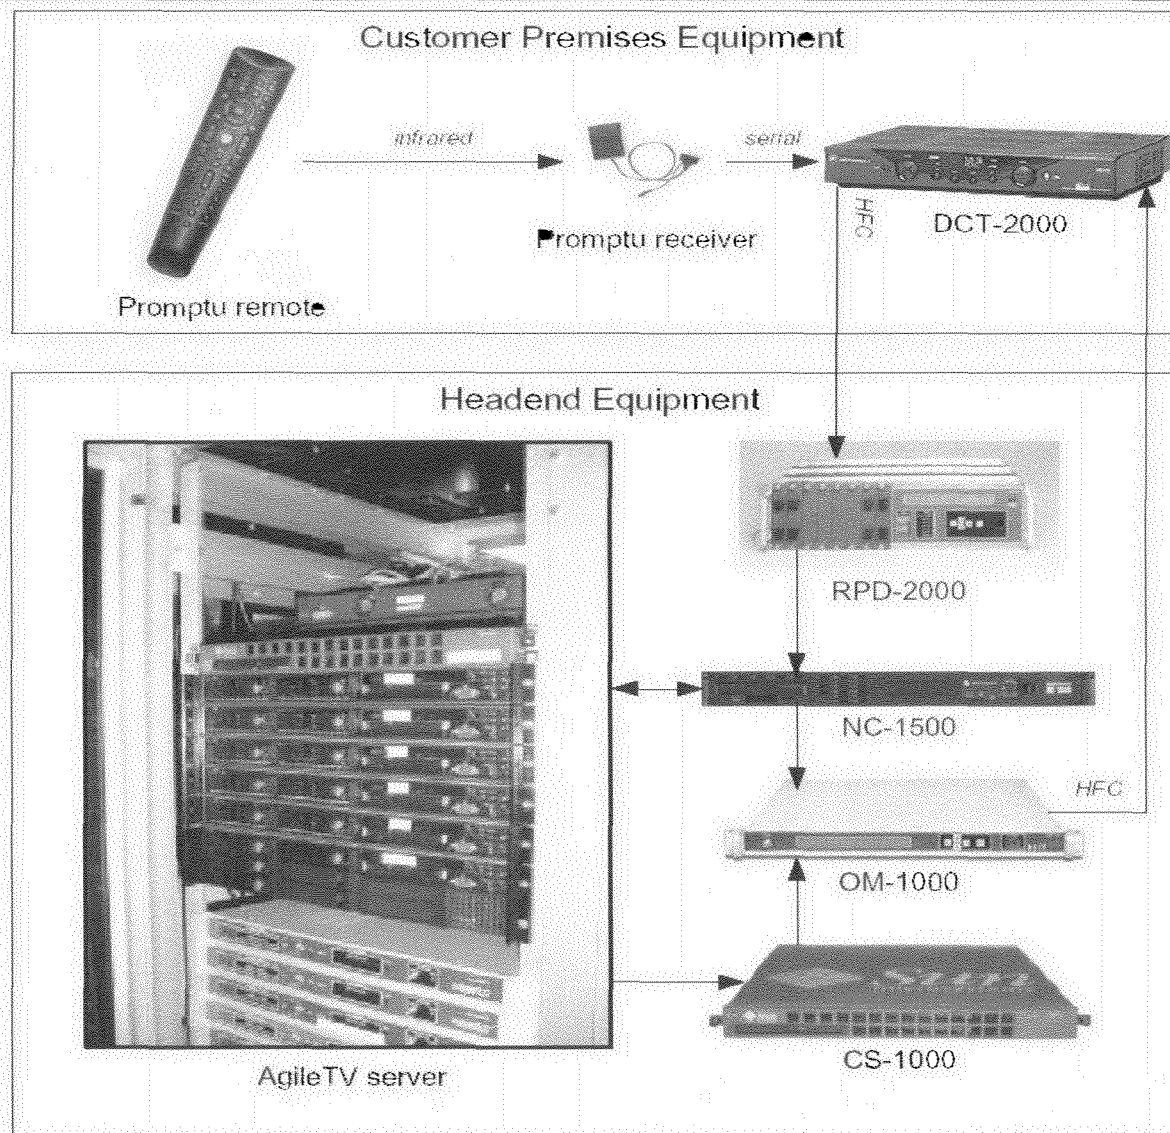 Customer Premises Equipment
infrared
serial
Promptu receiver
HFC
DCT-2000
Promptu remote
Headend Equipment
RPD-2000
NC-1500
HFC
OM-1000
CS-1000
AgileTV server